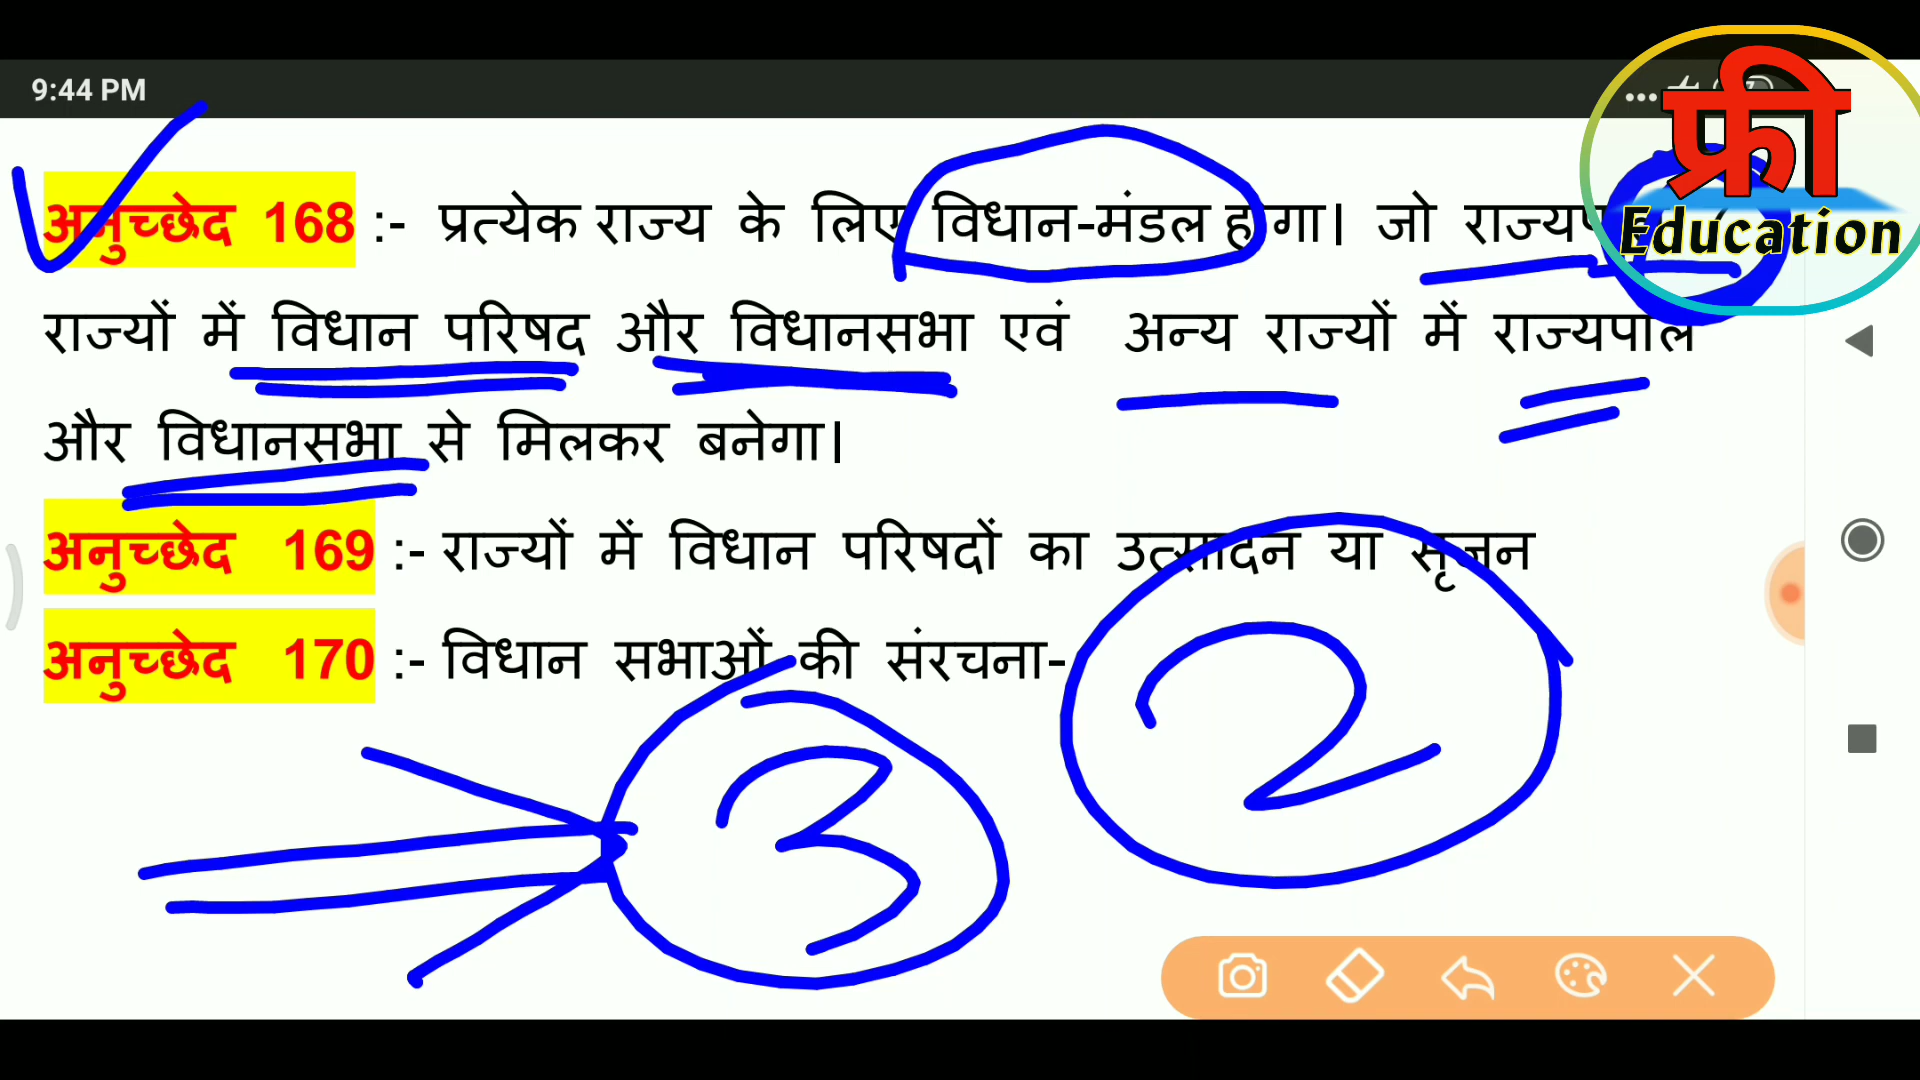 9:44 PM
फ्री
Education
अनुच्छेद 168 :- प्रत्येक राज्य के लिए विधान-मंडल होगा। जो
राज्यों में विधान परिषद और विधानसभा एवं अन्य राज्यों में राज्यपाल
और विधानसभा से मिलकर बनेगा।
अनुच्छेद 169 :- राज्यों में विधान परिषदों का उत्सादन या सृजन
अनुच्छेद 170 :- विधान सभाओं की संरचना-
2
3